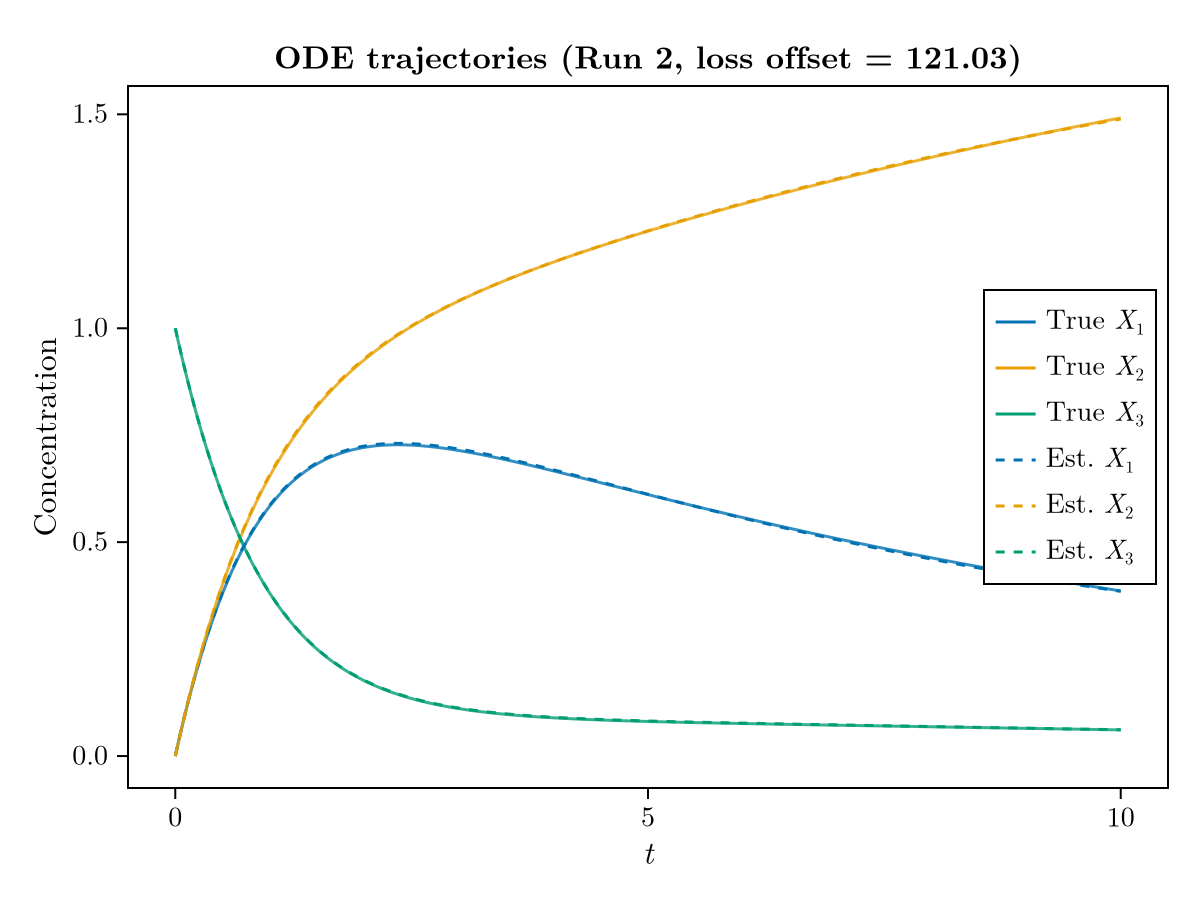 ODE trajectories (Run 2, loss offset = 121.03)
Concentration
1.5
1.0
0.5
0.0
True X₁
True X₂
True X₃
Est. X₁
Est. X₂
Est. X₃
0 5 10
t